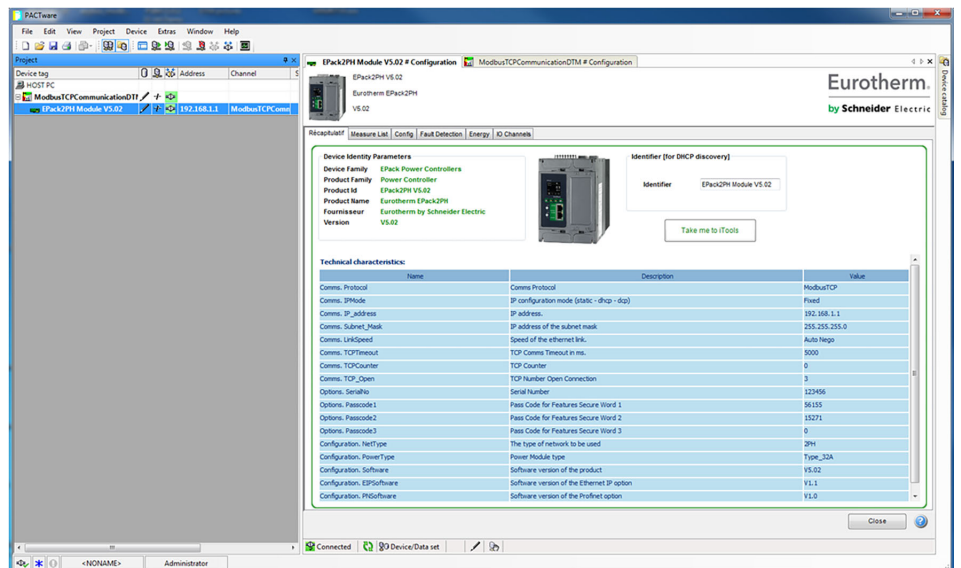 PACTware
File Edit View Project Device Extras Window Help
Project
Device tag Address Channel S
HOST PC
ModbusTCPCommunicationDTM
EPack2PH Module V5.02 192.168.1.1 ModbusTCPComm
EPack2PH Module V5.02 # Configuration ModbusTCPCommunicationDTM # Configuration
EPack2PH V6.02
Eurotherm EPack2PH
V6.02
Eurotherm.
by Schneider Electric
Device catalog
Récapitulatif Measure List Config Fault Detection Energy IO Channels
Device Identity Parameters
Device Family EPack Power Controllers
Product Family Power Controller
Product Id EPack2PH V5.02
Product Name Eurotherm EPack2PH
Fournisseur Eurotherm by Schneider Electric
Version V5.02
Identifier [for DHCP discovery]
Identifier EPack2PH Module V5.02
Take me to iTools
Technical characteristics:
Name Description Value
Comms. Protocol Comms Protocol ModbusTCP
Comms. IPMode IP configuration mode (static - dhcp - dcp) Fixed
Comms. IP_address IP address. 192.168.1.1
Comms. Subnet_Mask IP address of the subnet mask 255.255.255.0
Comms. LinkSpeed Speed of the ethernet link. Auto Nego
Comms. TCPTimeout TCP Comms Timeout in ms. 5000
Comms. TCPCounter TCP Counter 0
Comms. TCP_Open TCP Number Open Connection 3
Options. SerialNo Serial Number 123456
Options. Passcode1 Pass Code for Features Secure Word 1 56155
Options. Passcode2 Pass Code for Features Secure Word 2 15271
Options. Passcode3 Pass Code for Features Secure Word 3 0
Configuration. NetType The type of network to be used 2PH
Configuration. PowerType Power Module type Type_32A
Configuration. Software Software version of the product V5.02
Configuration. EIPSoftware Software version of the Ethernet IP option V1.1
Configuration. PNSoftware Software version of the Profinet option V1.0
Close
Connected Device/Data set
<NONAME> Administrator